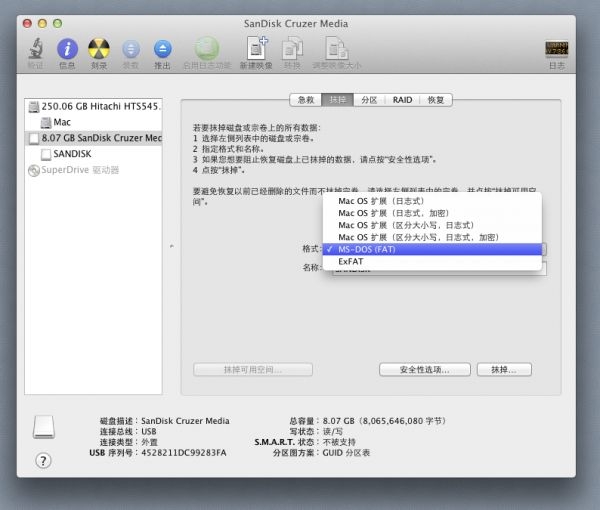 SanDisk Cruzer Media
验证 信息 刻录 装载 推出 启用日志功能 新建映像 转换 调整映像大小 日志
250.06 GB Hitachi HTS545.
Mac
8.07 GB SanDisk Cruzer Med
SANDISK
SuperDrive 驱动器
急救 抹掉 分区 RAID 恢复
若要抹掉磁盘或宗卷上的所有数据：
1 选择左侧列表中的磁盘或宗卷。
2 指定格式和名称。
3 如果您想要阻止恢复磁盘上已抹掉的数据，请点按“安全性选项”。
4 点按“抹掉”。
要避免恢复以前已经删除的文件而不抹掉宗卷，请选择左侧列表中的宗卷，并点按“抹掉可用空
间”。
Mac OS 扩展（日志式）
Mac OS 扩展（日志式，加密）
Mac OS 扩展（区分大小写，日志式）
Mac OS 扩展（区分大小写，日志式，加密）
格式： ✓ MS-DOS (FAT)
ExFAT
名称： SANDISK
抹掉可用空间... 安全性选项... 抹掉...
磁盘描述：SanDisk Cruzer Media
连接总线：USB
连接类型：外置
USB 序列号：4528211DC99283FA
总容量：8.07 GB（8,065,646,080 字节）
写状态：读/写
S.M.A.R.T. 状态：不被支持
分区图方案：GUID 分区表
?